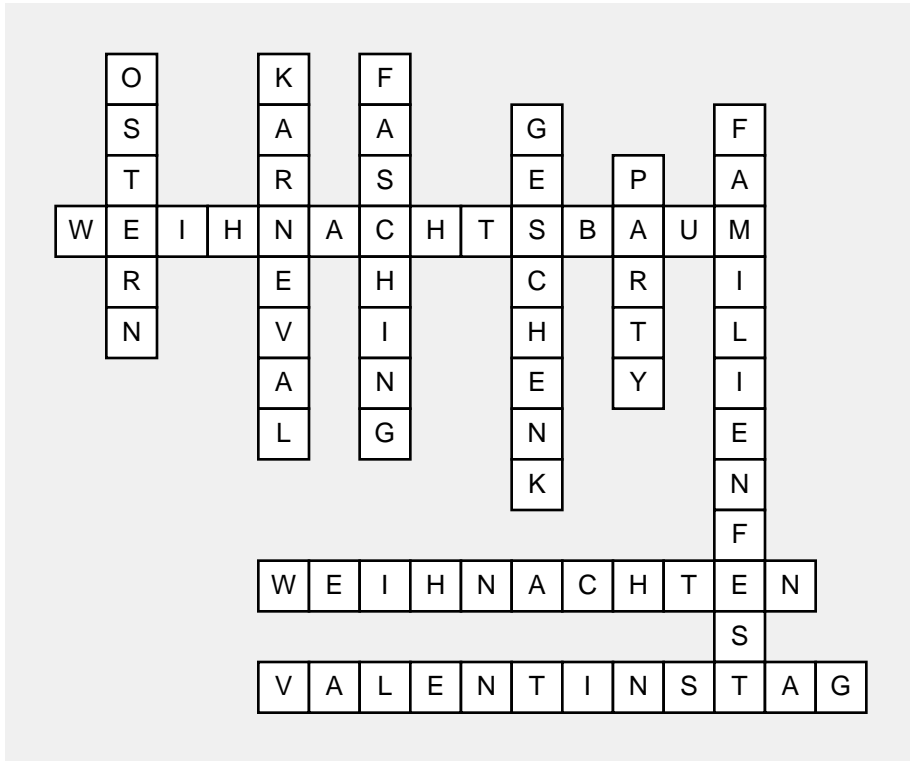 OSTERN
KARNEVAL
FASCHING
GESCHENK
PARTY
FAMILIENFEST
WEIHNACHTSBAUM
WEIHNACHTEN
VALENTINSTAG